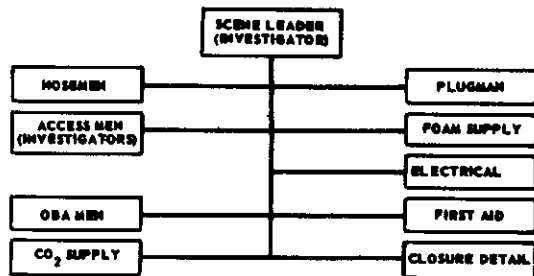 SCENE LEADER
(INVESTIGATOR)
HOSEMEN
PLUGMAN
ACCESS MEN
(INVESTIGATORS)
FOAM SUPPLY
ELECTRICAL
OBA MEN
FIRST AID
CO2 SUPPLY
CLOSURE DETAIL